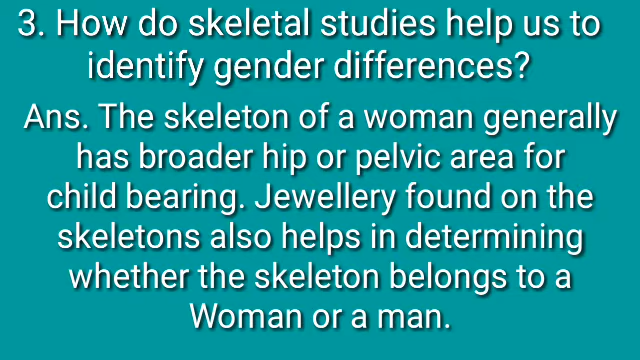 3. How do skeletal studies help us to
identify gender differences?
Ans. The skeleton of a woman generally
has broader hip or pelvic area for
child bearing. Jewellery found on the
skeletons also helps in determining
whether the skeleton belongs to a
Woman or a man.